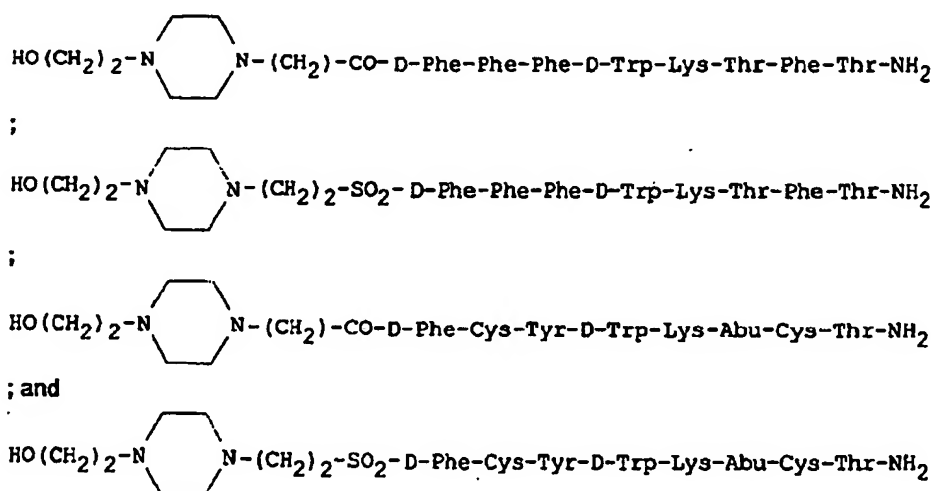 HO(CH₂)₂-N N-(CH₂)-CO-D-Phe-Phe-Phe-D-Trp-Lys-Thr-Phe-Thr-NH₂
;
HO(CH₂)₂-N N-(CH₂)₂-SO₂-D-Phe-Phe-Phe-D-Trp-Lys-Thr-Phe-Thr-NH₂
;
HO(CH₂)₂-N N-(CH₂)-CO-D-Phe-Cys-Tyr-D-Trp-Lys-Abu-Cys-Thr-NH₂
; and
HO(CH₂)₂-N N-(CH₂)₂-SO₂-D-Phe-Cys-Tyr-D-Trp-Lys-Abu-Cys-Thr-NH₂